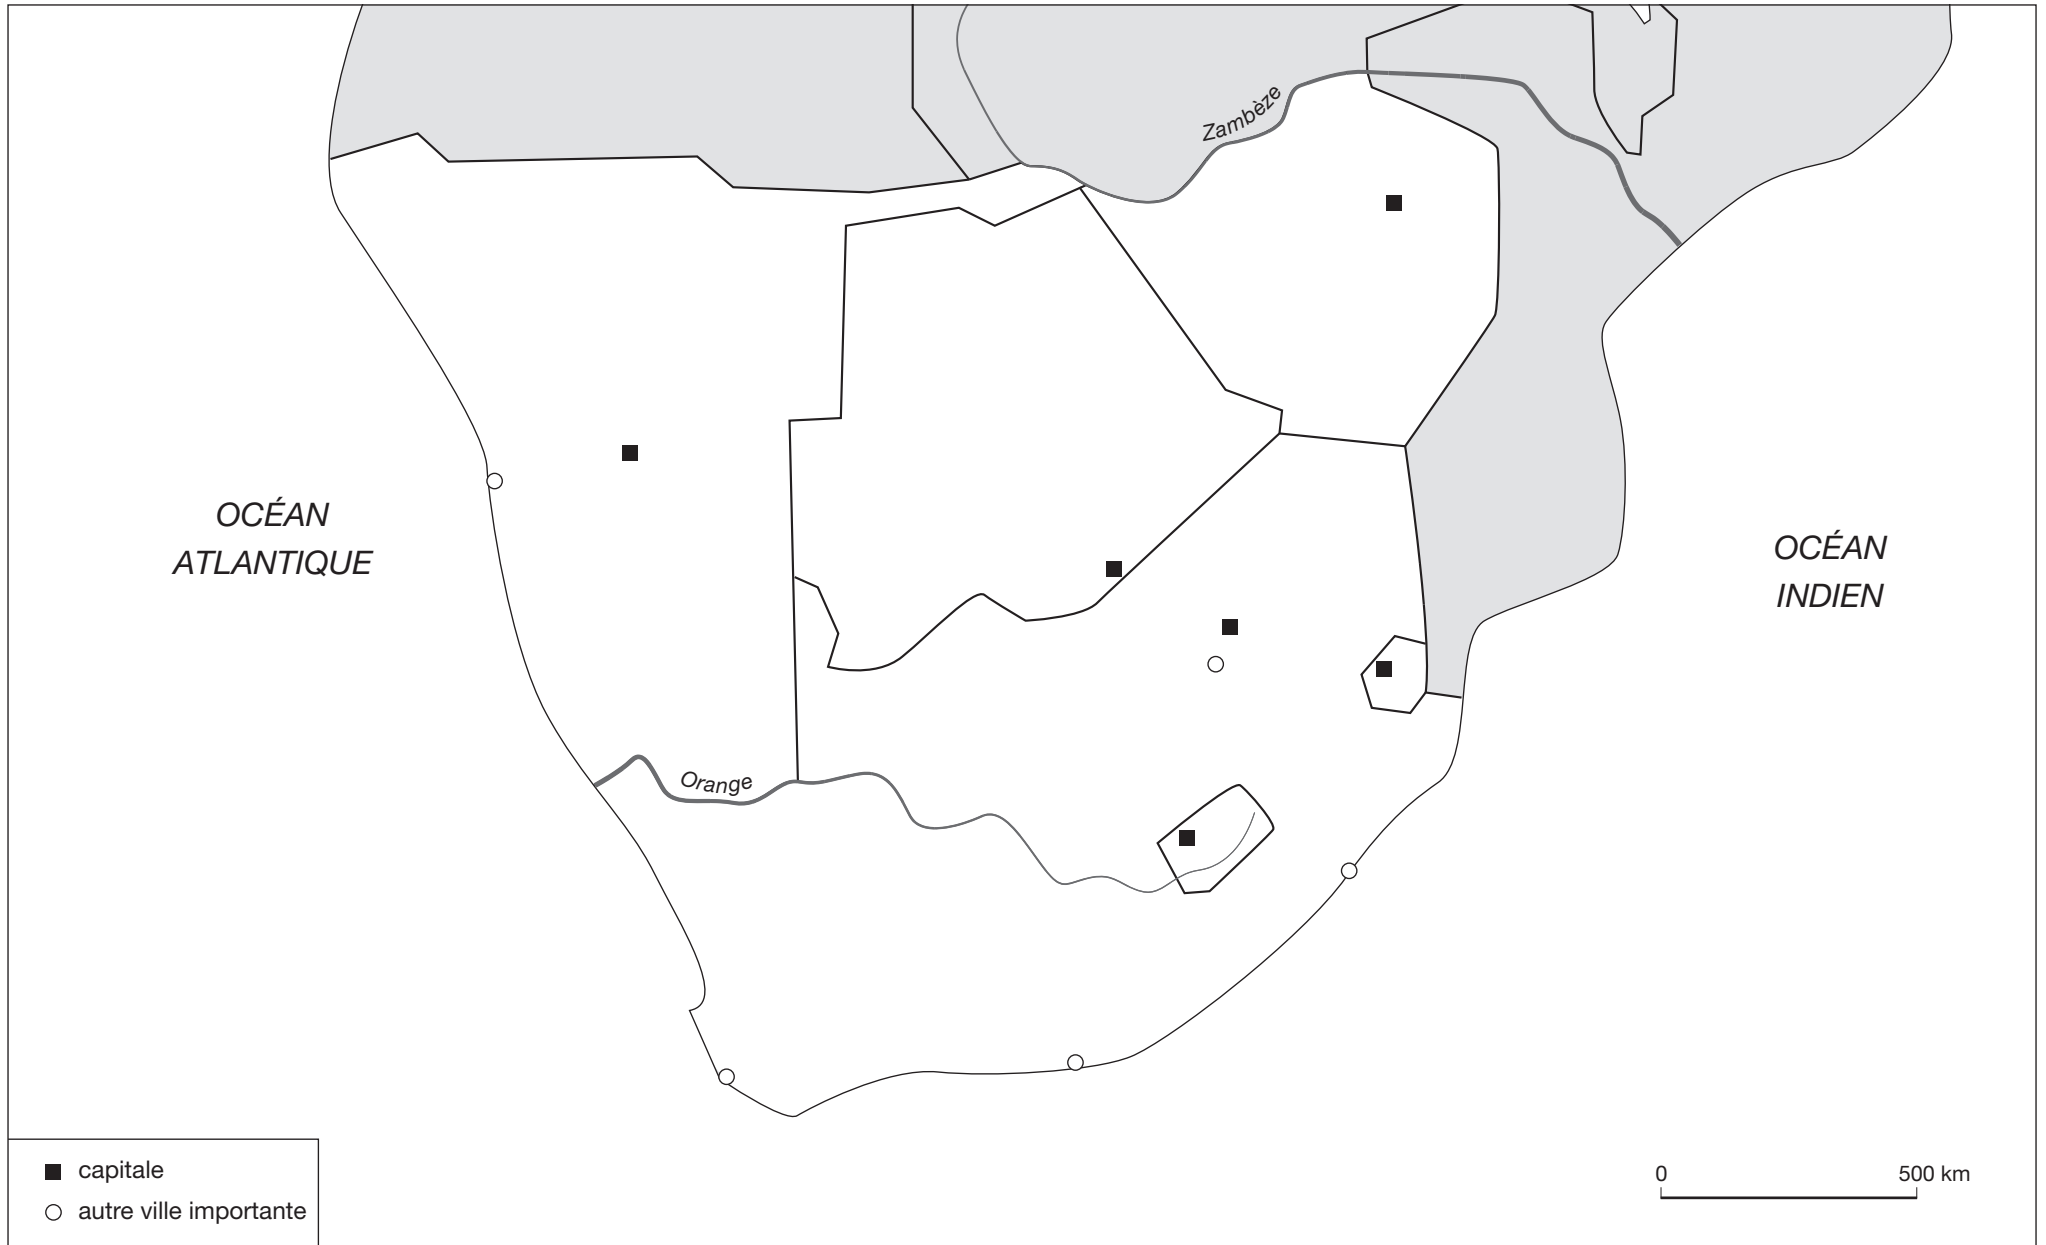 Zambèze
OCÉAN
ATLANTIQUE
OCÉAN
INDIEN
Orange
capitale
autre ville importante
0 500 km